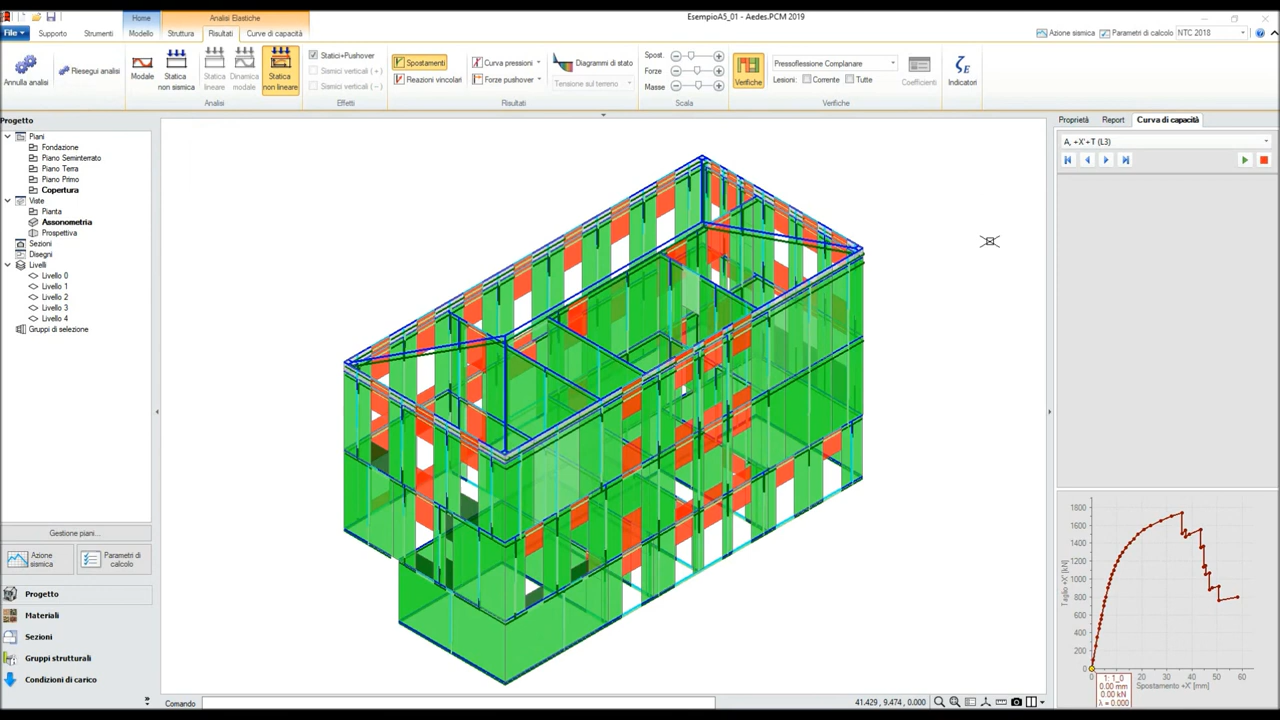 EsempioA5_01 - Aedes.PCM 2019
Home
Analisi Elastiche
File
Supporto
Strumenti
Modello
Struttura
Risultati
Curve di capacità
Azione sismica
Parametri di calcolo
NTC 2018
Annulla analisi
Riesegui analisi
Modale
Statica non sismica
Statica lineare
Dinamica modale
Statica non lineare
Analisi
Statici+Pushover
Sismici verticali (+)
Sismici verticali (-)
Effetti
Spostamenti
Reazioni vincolari
Curva pressioni
Forze pushover
Diagrammi di stato
Tensione sul terreno
Risultati
Spost.
Forze
Masse
Scala
Verifiche
Pressoflessione Complanare
Lesioni:
Corrente
Tutte
Coefficienti
Verifiche
Indicatori
Progetto
Piani
Fondazione
Piano Seminterrato
Piano Terra
Piano Primo
Copertura
Viste
Pianta
Assonometria
Prospettiva
Sezioni
Disegni
Livelli
Livello 0
Livello 1
Livello 2
Livello 3
Livello 4
Gruppi di selezione
Gestione piani...
Azione sismica
Parametri di calcolo
Progetto
Materiali
Sezioni
Gruppi strutturali
Condizioni di carico
Comando
41.429 , 9.474, 0.000
Proprietà
Report
Curva di capacità
A, +X'+T (L3)
Taglio +X' [kN]
1800
1600
1400
1200
1000
800
600
400
200
0
10
20
30
40
50
60
Spostamento +X' [mm]
1: 1_0
0.00 mm
0.00 kN
λ = 0.000